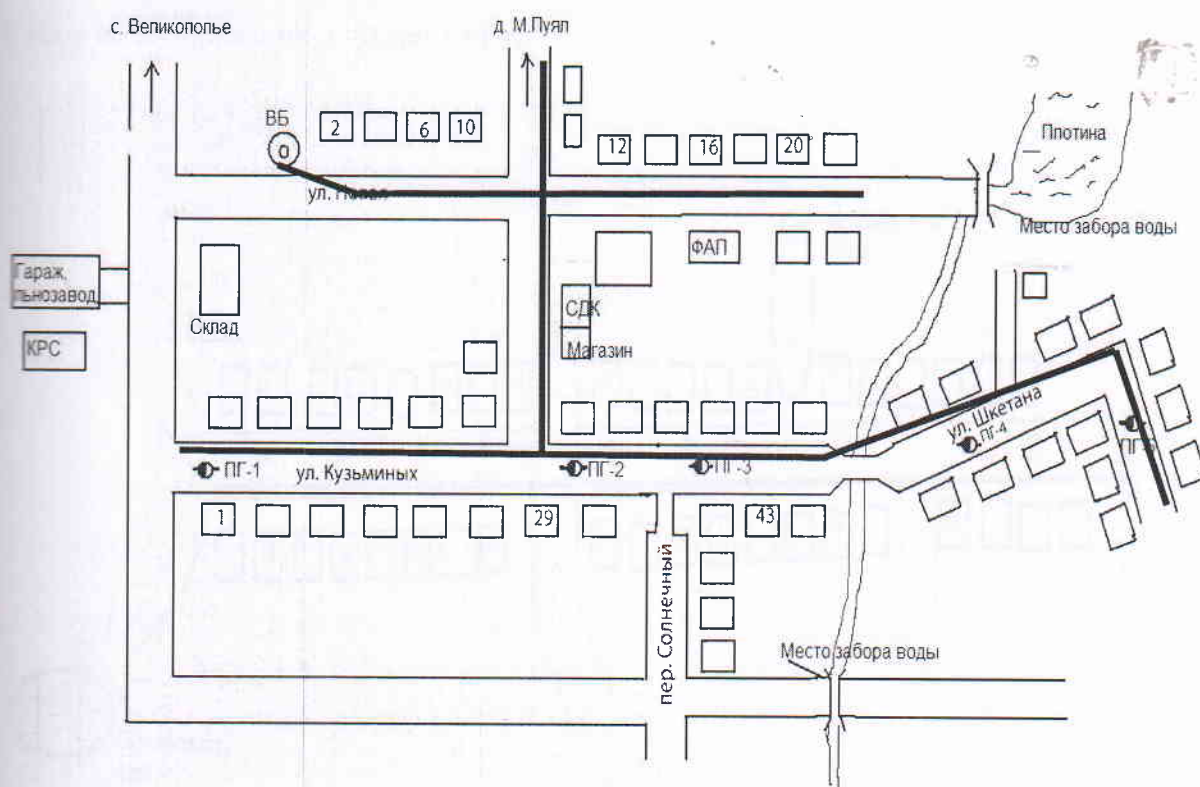 с. Великополье
д. М.Пуял
ВБ
О
2
6
10
12
16
20
Плотина
ул. Новая
Место забора воды
Гараж,
льнозавод
КРС
Склад
ФАП
СДК
Магазин
ул. Шкетана
ПГ-4
ПГ-5
ПГ-1
ул. Кузьминых
ПГ-2
ПГ-3
1
29
43
пер. Солнечный
Место забора воды